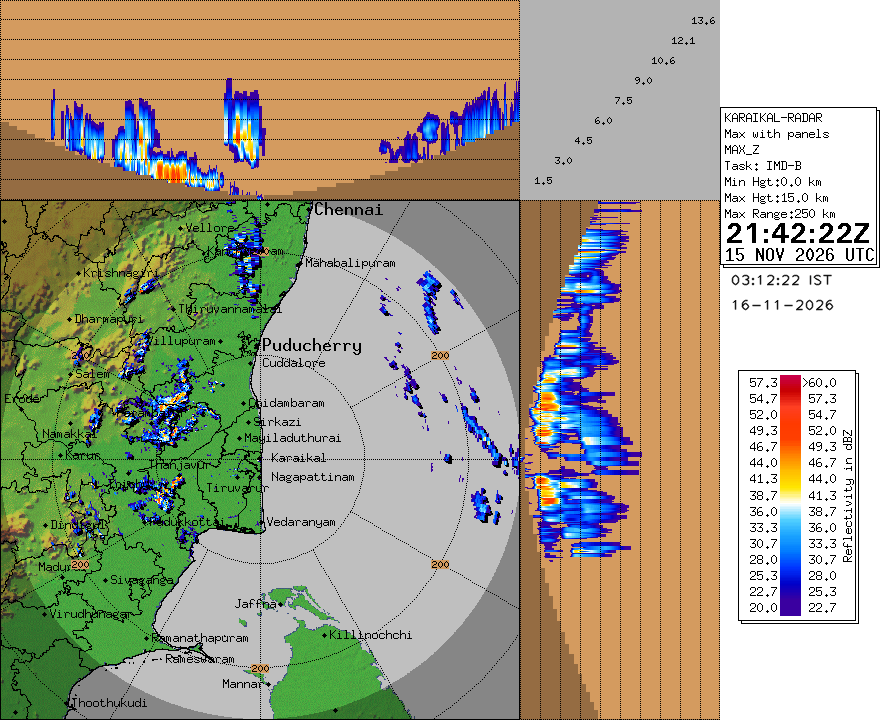 13.6
12.1
10.6
9.0
7.5
6.0
4.5
3.0
1.5
KARAIKAL-RADAR
Max with panels
MAX_Z
Task: IMD-B
Min Hgt:0.0 km
Max Hgt:15.0 km
Max Range:250 km
21:42:22Z
15 NOV 2026 UTC
03:12:22 IST
16-11-2026
Chennai
Vellore
Mahabalipuram
Krishnagiri
Thiruvannamalai
Dharmapuri
Villupuram
Puducherry
200
Cuddalore
Salem
Erode
Chidambaram
Sirkazi
Namakkal
Mayiladuthurai
Karur
Karaikal
Thanjavur
Nagapattinam
Tiruvarur
Pudukkottai
Vedaranyam
200
200
Sivaganga
Jaffna
Virudhunagar
Killinochchi
Ramanathapuram
Rameswaram
200
Mannar
Thoothukudi
57.3 >60.0
54.7 57.3
52.0 54.7
49.3 52.0
46.7 49.3
44.0 46.7
41.3 44.0
38.7 41.3
36.0 38.7
33.3 36.0
30.7 33.3
28.0 30.7
25.3 28.0
22.7 25.3
20.0 22.7
Reflectivity in dBZ